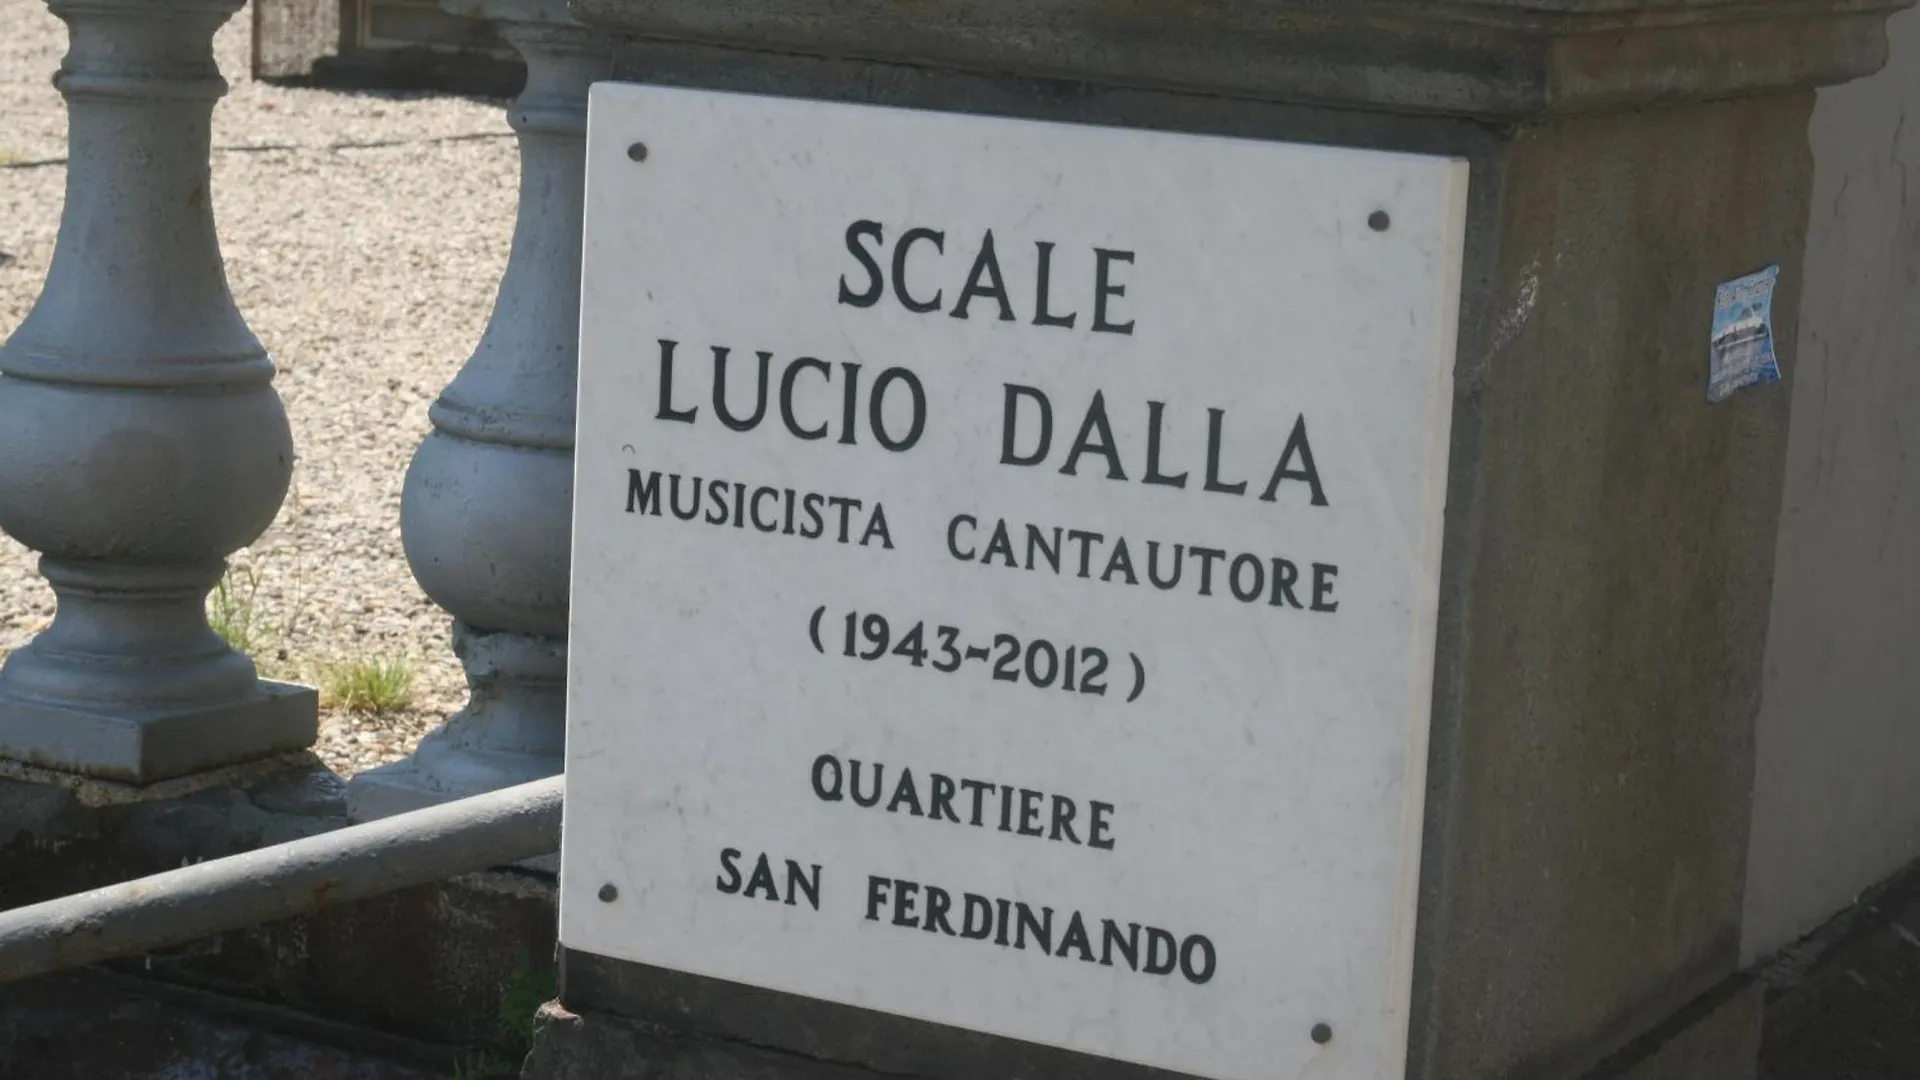 SCALE
LUCIO DALLA
MUSICISTA CANTAUTORE
(1943-2012)
QUARTIERE
SAN FERDINANDO